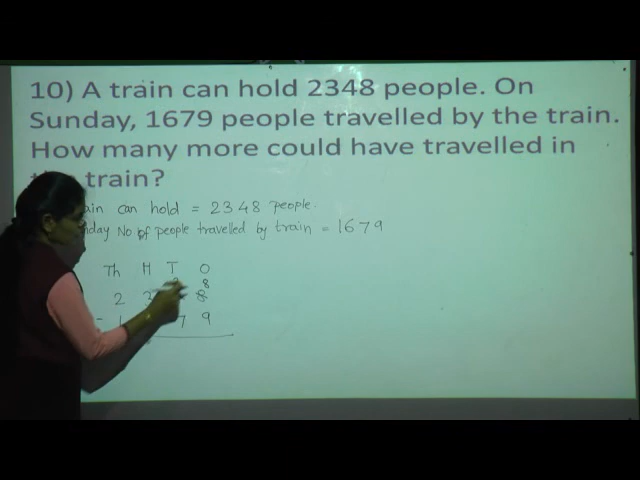 10) A train can hold 2348 people. On
Sunday, 1679 people travelled by the train.
How many more could have travelled in
train?
can hold = 2348 people.
No of people travelled by train = 1679
Th H T O
8
2 3 8
- 7 9